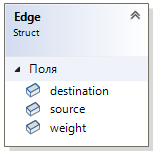 Edge
Struct
Поля
destination
source
weight